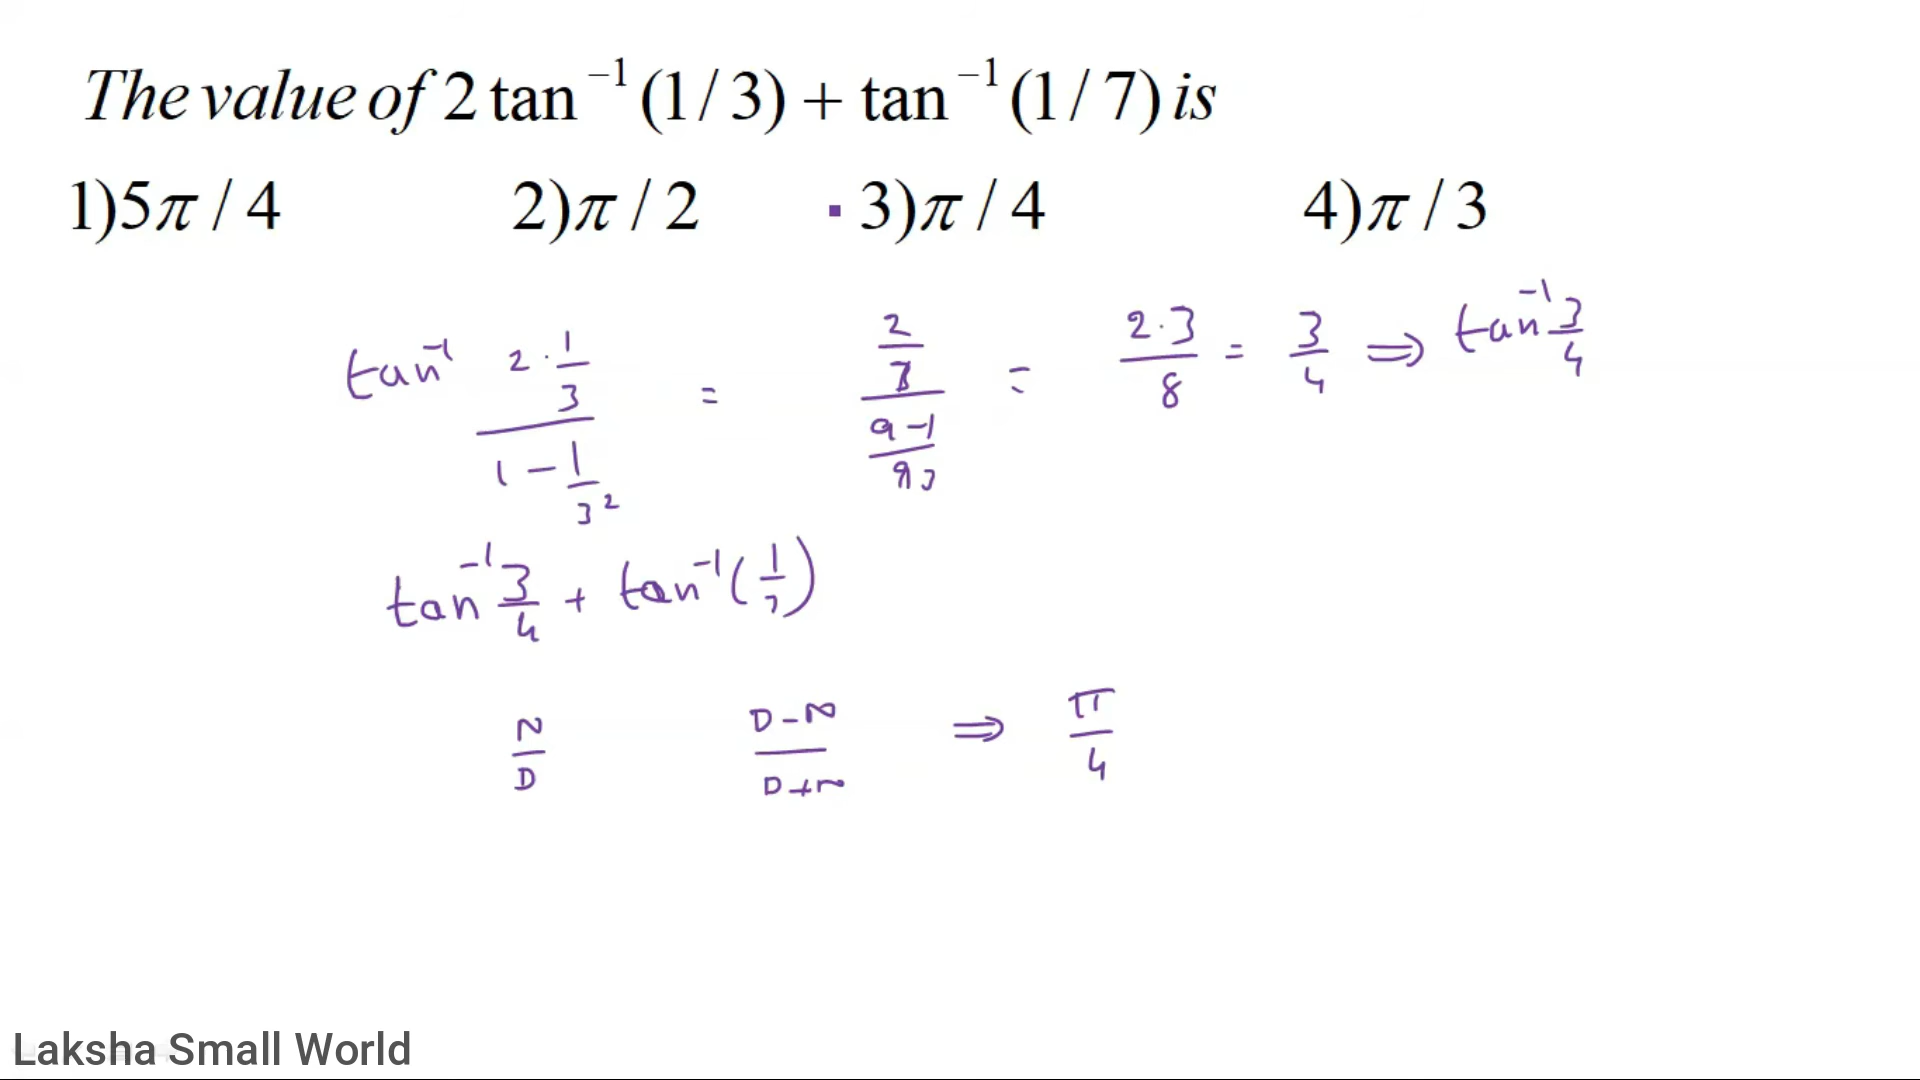 The value of 2 tan⁻¹ (1 / 3) + tan⁻¹ (1 / 7) is
1)5π / 4 2)π / 2 3)π / 4 4)π / 3
tan⁻¹ (2 · 1/3)/(1 − 1/3²) = (2/3)/((9 − 1)/9 3) = (2 · 3)/8 = 3/4 ⇒ tan⁻¹ 3/4
tan⁻¹ 3/4 + tan⁻¹(1/7)
N/D (D − N)/(D + N) ⇒ π/4
Laksha Small World